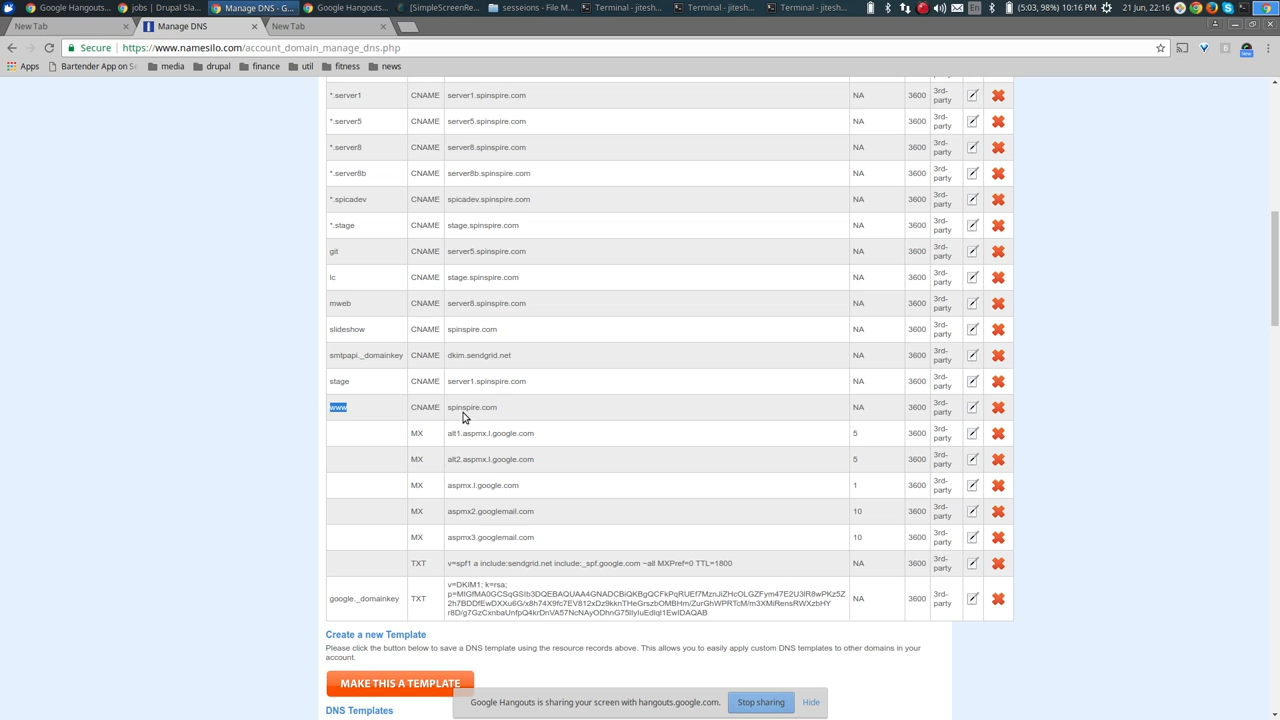 Google Hangouts...
Jobs | Drupal Sla...
Manage DNS - G...
Google Hangouts...
[SimpleScreenRe...
sesseions - File M...
Terminal - jitesh...
Terminal - jitesh...
Terminal - jitesh...
En
(5:03, 98%) 10:16 PM
21 Jun, 22:16
New Tab
Manage DNS
New Tab
Secure
https://www.namesilo.com/account_domain_manage_dns.php
Apps
Bartender App on Se
media
drupal
finance
util
fitness
news
*.server1 CNAME server1.spinspire.com NA 3600 3rd-
party
*.server5 CNAME server5.spinspire.com NA 3600 3rd-
party
*.server8 CNAME server8.spinspire.com NA 3600 3rd-
party
*.server8b CNAME server8b.spinspire.com NA 3600 3rd-
party
*.spicadev CNAME spicadev.spinspire.com NA 3600 3rd-
party
*.stage CNAME stage.spinspire.com NA 3600 3rd-
party
git CNAME server5.spinspire.com NA 3600 3rd-
party
lc CNAME stage.spinspire.com NA 3600 3rd-
party
mweb CNAME server8.spinspire.com NA 3600 3rd-
party
slideshow CNAME spinspire.com NA 3600 3rd-
party
smtpapi._domainkey CNAME dkim.sendgrid.net NA 3600 3rd-
party
stage CNAME server1.spinspire.com NA 3600 3rd-
party
www CNAME spinspire.com NA 3600 3rd-
party
MX alt1.aspmx.l.google.com 5 3600 3rd-
party
MX alt2.aspmx.l.google.com 5 3600 3rd-
party
MX aspmx.l.google.com 1 3600 3rd-
party
MX aspmx2.googlemail.com 10 3600 3rd-
party
MX aspmx3.googlemail.com 10 3600 3rd-
party
TXT v=spf1 a include:sendgrid.net include:_spf.google.com ~all MXPref=0 TTL=1800 NA 3600 3rd-
party
google._domainkey TXT v=DKIM1; k=rsa; NA 3600 3rd-
party
Create a new Template
Please click the button below to save a DNS template using the resource records above. This allows you to easily apply custom DNS templates to other domains in your
account.
MAKE THIS A TEMPLATE
DNS Templates
Google Hangouts is sharing your screen with hangouts.google.com.
Stop sharing
Hide